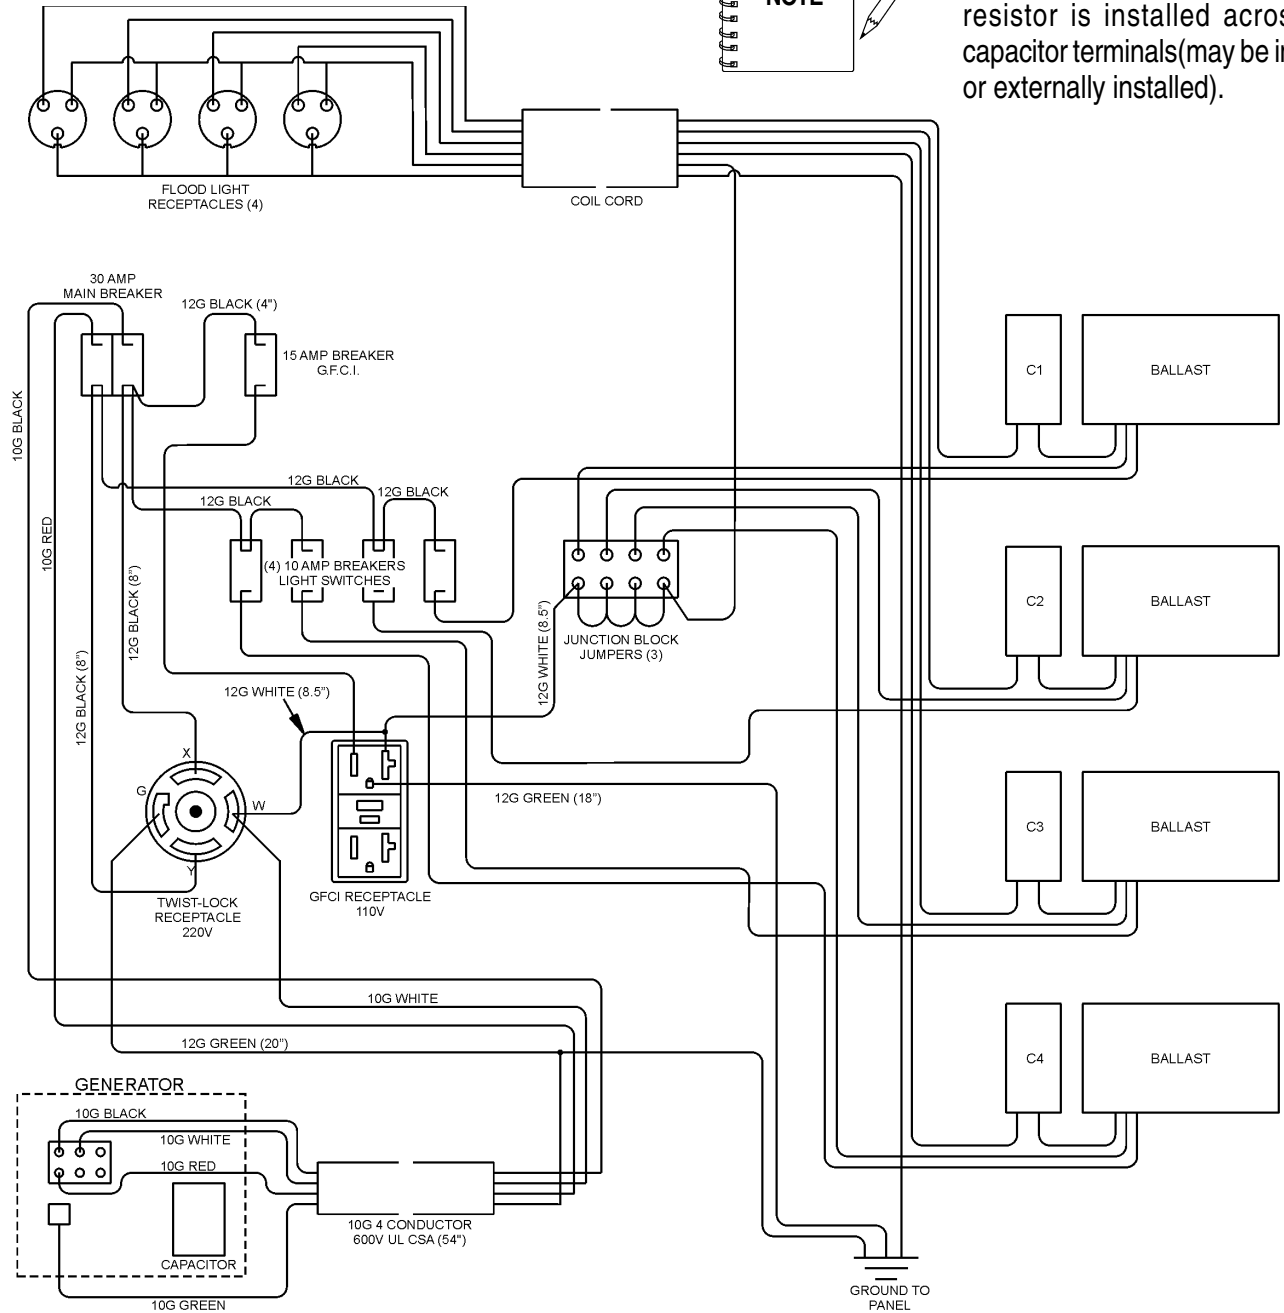 NOTE
resistor is installed
capacitor terminals(may be
or externally installed).
FLOOD LIGHT
RECEPTACLES (4)
COIL CORD
30 AMP
MAIN BREAKER
12G BLACK (4")
15 AMP BREAKER
G.F.C.I.
C1
BALLAST
10G BLACK
12G BLACK
12G BLACK
12G BLACK
10G RED
(4) 10 AMP BREAKERS
LIGHT SWITCHES
12G BLACK (8")
12G BLACK (8")
12G WHITE (8.5")
JUNCTION BLOCK
JUMPERS (3)
C2
BALLAST
12G WHITE (8.5")
X
G
W
Y
12G GREEN (18")
C3
BALLAST
TWIST-LOCK
RECEPTACLE
220V
GFCI RECEPTACLE
110V
10G WHITE
12G GREEN (20")
C4
BALLAST
GENERATOR
10G BLACK
10G WHITE
10G RED
CAPACITOR
10G GREEN
10G 4 CONDUCTOR
600V UL CSA (54")
GROUND TO
PANEL